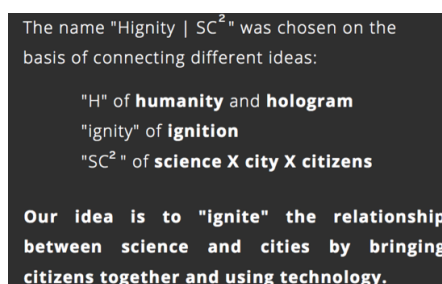 The name "Hignity | SC² " was chosen on the
basis of connecting different ideas:
"H" of humanity and hologram
"ignity" of ignition
"SC² " of science X city X citizens
Our idea is to "ignite" the relationship
between science and cities by bringing
citizens together and using technology.